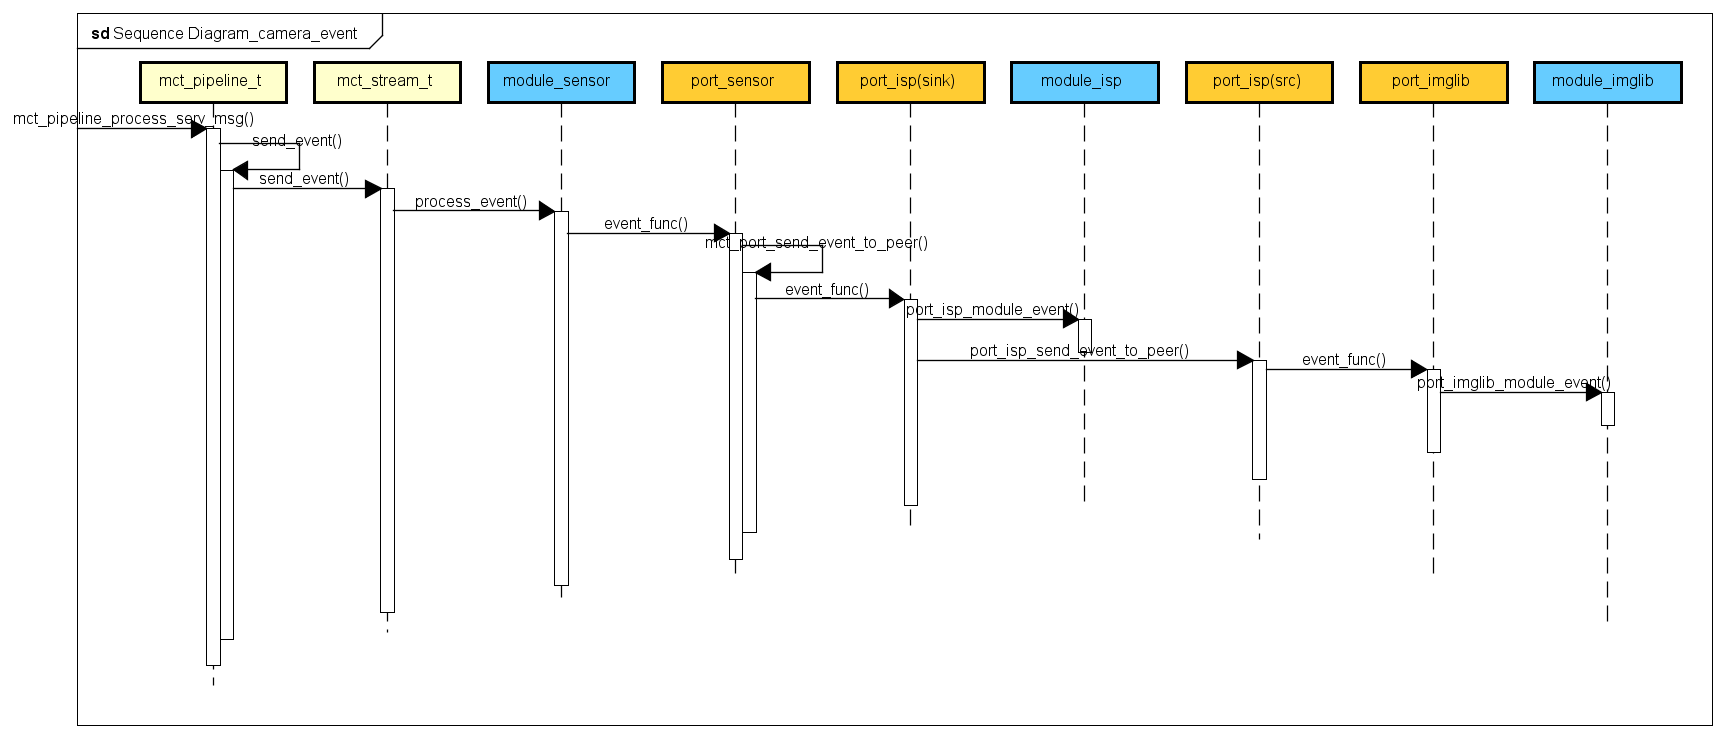 sd Sequence Diagram_camera_event
mct_pipeline_t
mct_stream_t
module_sensor
port_sensor
port_isp(sink)
module_isp
port_isp(src)
port_imglib
module_imglib
mct_pipeline_process_serv_msg()
send_event()
send_event()
process_event()
event_func()
mct_port_send_event_to_peer()
event_func()
port_isp_module_event()
port_isp_send_event_to_peer()
event_func()
port_imglib_module_event()